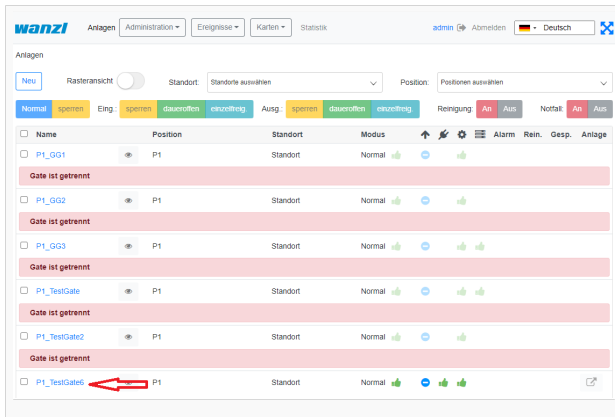 wanzl Anlagen Administration Ereignisse Karten Statistik admin Abmelden Deutsch
Anlagen
Neu Rasteransicht Standort: Standorte auswählen Position: Positionen auswählen
Normal sperren Eing.: sperren daueroffen einzelfreig. Ausg.: sperren daueroffen einzelfreig. Reinigung: An Aus Notfall: An Aus
Name Position Standort Modus Alarm Rein. Gesp. Anlage
P1_GG1 P1 Standort Normal
Gate ist getrennt
P1_GG2 P1 Standort Normal
Gate ist getrennt
P1_GG3 P1 Standort Normal
Gate ist getrennt
P1_TestGate P1 Standort Normal
Gate ist getrennt
P1_TestGate2 P1 Standort Normal
Gate ist getrennt
P1_TestGate6 P1 Standort Normal